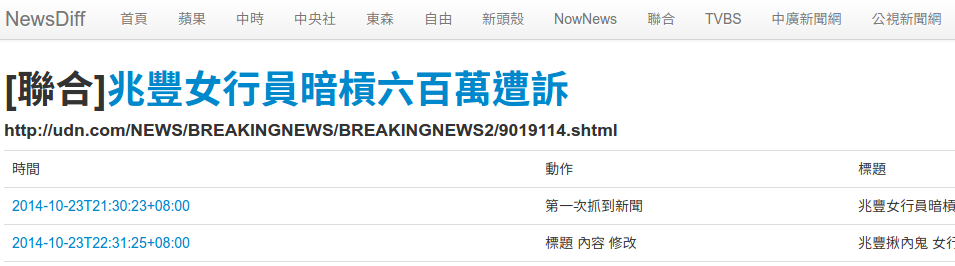 NewsDiff 首頁 蘋果 中時 中央社 東森 自由 新頭殼 NowNews 聯合 TVBS 中廣新聞網 公視新聞網
[聯合]兆豐女行員暗槓六百萬遭訴
http://udn.com/NEWS/BREAKINGNEWS/BREAKINGNEWS2/9019114.shtml
時間 動作 標題
2014-10-23T21:30:23+08:00 第一次抓到新聞 兆豐女行員暗槓
2014-10-23T22:31:25+08:00 標題 內容 修改 兆豐揪內鬼 女行